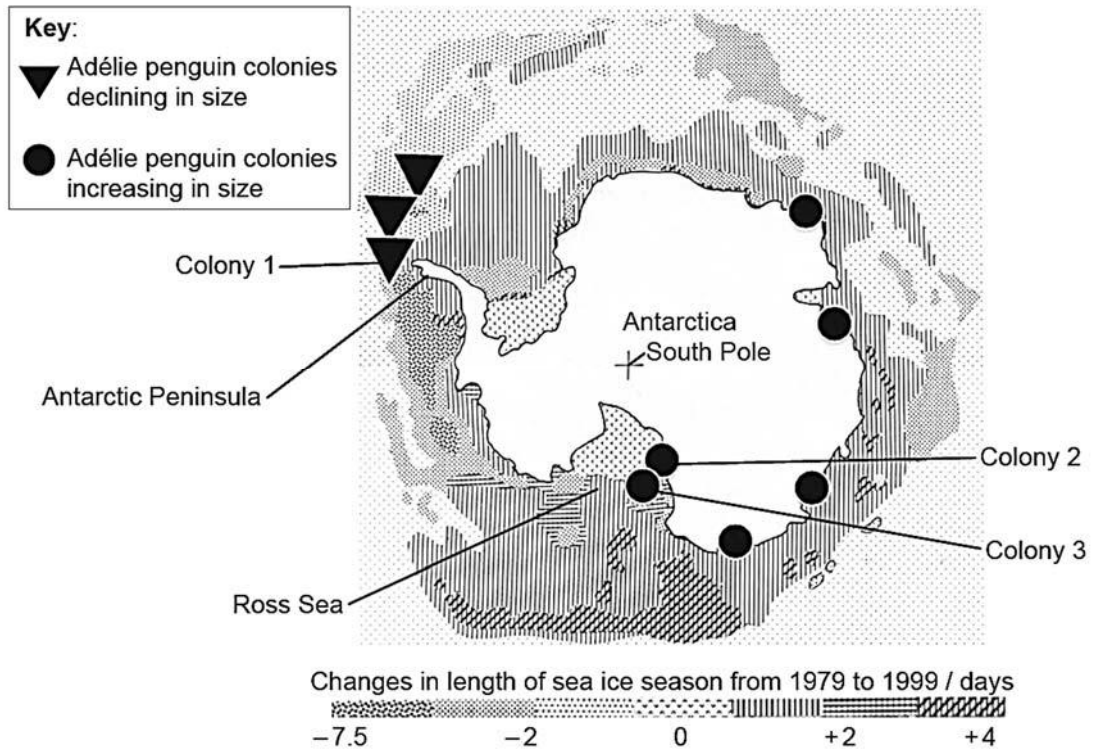 Key:
Adélie penguin colonies
declining in size
Adélie penguin colonies
increasing in size
Colony 1
Antarctic Peninsula
Antarctica
South Pole
Colony 2
Colony 3
Ross Sea
Changes in length of sea ice season from 1979 to 1999 / days
–7.5 –2 0 +2 +4